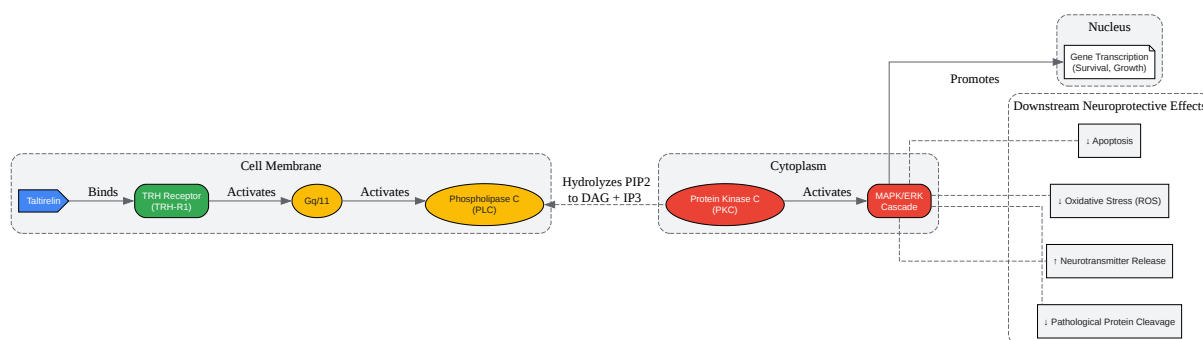 Nucleus
Gene Transcription
(Survival, Growth)
Promotes
Downstream Neuroprotective Effects
↓ Apoptosis
Cell Membrane
Taltirelin
Binds
TRH Receptor
(TRH-R1)
Activates
Gq/11
Activates
Phospholipase C
(PLC)
Hydrolyzes PIP2
to DAG + IP3
Cytoplasm
Protein Kinase C
(PKC)
Activates
MAPK/ERK
Cascade
↓ Oxidative Stress (ROS)
↑ Neurotransmitter Release
↓ Pathological Protein Cleavage